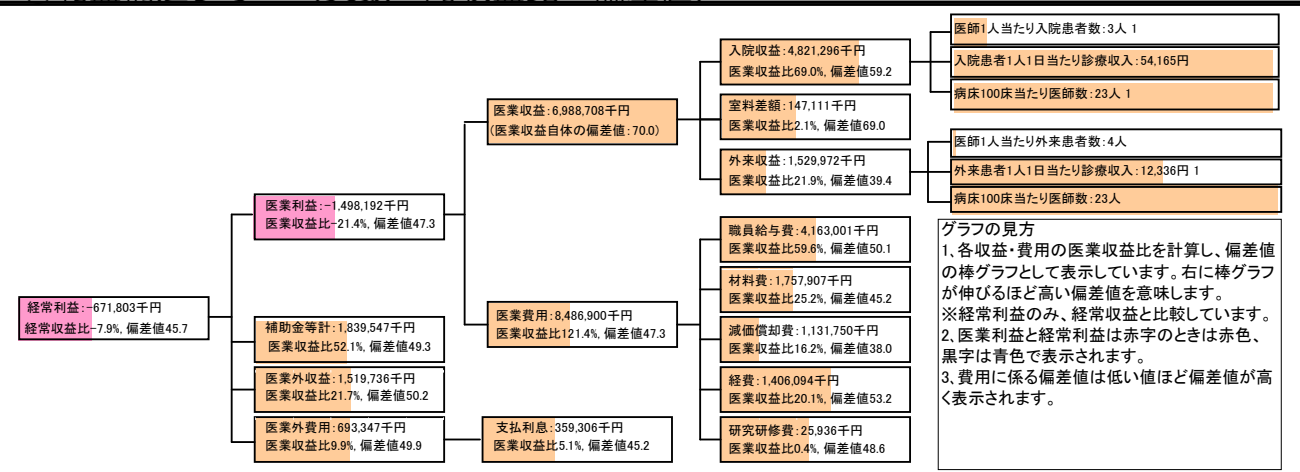 経常利益:-671,803千円
経常収益比-7.9%, 偏差値45.7
医業利益:-1,498,192千円
医業収益比-21.4%, 偏差値47.3
補助金等計:1,839,547千円
医業収益比52.1%, 偏差値49.3
医業外収益:1,519,736千円
医業収益比21.7%, 偏差値50.2
医業外費用:693,347千円
医業収益比9.9%, 偏差値49.9
医業収益:6,988,708千円
(医業収益自体の偏差値:70.0)
医業費用:8,486,900千円
医業収益比121.4%, 偏差値47.3
支払利息:359,306千円
医業収益比5.1%, 偏差値45.2
入院収益:4,821,296千円
医業収益比69.0%, 偏差値59.2
室料差額:147,111千円
医業収益比2.1%, 偏差値69.0
外来収益:1,529,972千円
医業収益比21.9%, 偏差値39.4
職員給与費:4,163,001千円
医業収益比59.6%, 偏差値50.1
材料費:1,757,907千円
医業収益比25.2%, 偏差値45.2
減価償却費:1,131,750千円
医業収益比16.2%, 偏差値38.0
経費:1,406,094千円
医業収益比20.1%, 偏差値53.2
研究研修費:25,936千円
医業収益比0.4%, 偏差値48.6
医師1人当たり入院患者数:3人 1
入院患者1人1日当たり診療収入:54,165円
病床100床当たり医師数:23人 1
医師1人当たり外来患者数:4人
外来患者1人1日当たり診療収入:12,336円 1
病床100床当たり医師数:23人
グラフの見方
1、各収益・費用の医業収益比を計算し、偏差値
の棒グラフとして表示しています。右に棒グラフ
が伸びるほど高い偏差値を意味します。
※経常利益のみ、経常収益と比較しています。
2、医業利益と経常利益は赤字のときは赤色、
黒字は青色で表示されます。
3、費用に係る偏差値は低い値ほど偏差値が高
く表示されます。